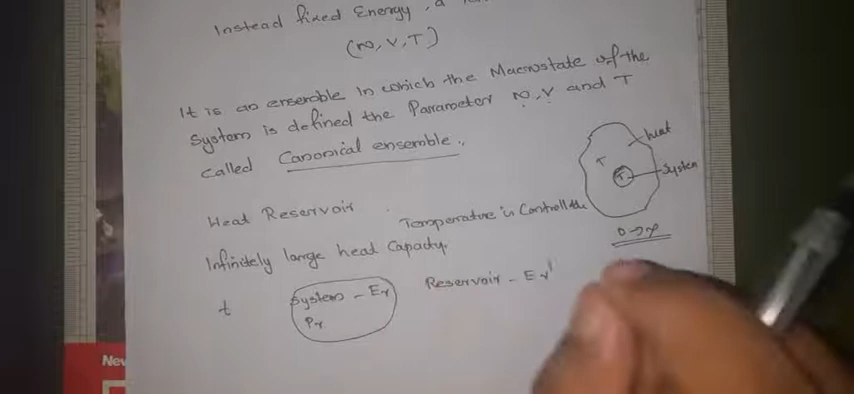 Instead fixed Energy, a
(N, V, T)
It is an ensemble in which the Macrostate of the
System is defined the Parameter N, V and T
called Canonical ensemble.
heat
T
T
System
Heat Reservoir
Temperature is Controll the
0→∞
Infinitely large heat Capacity.
t
System - Er
Reservoir - Er'
Pr
New